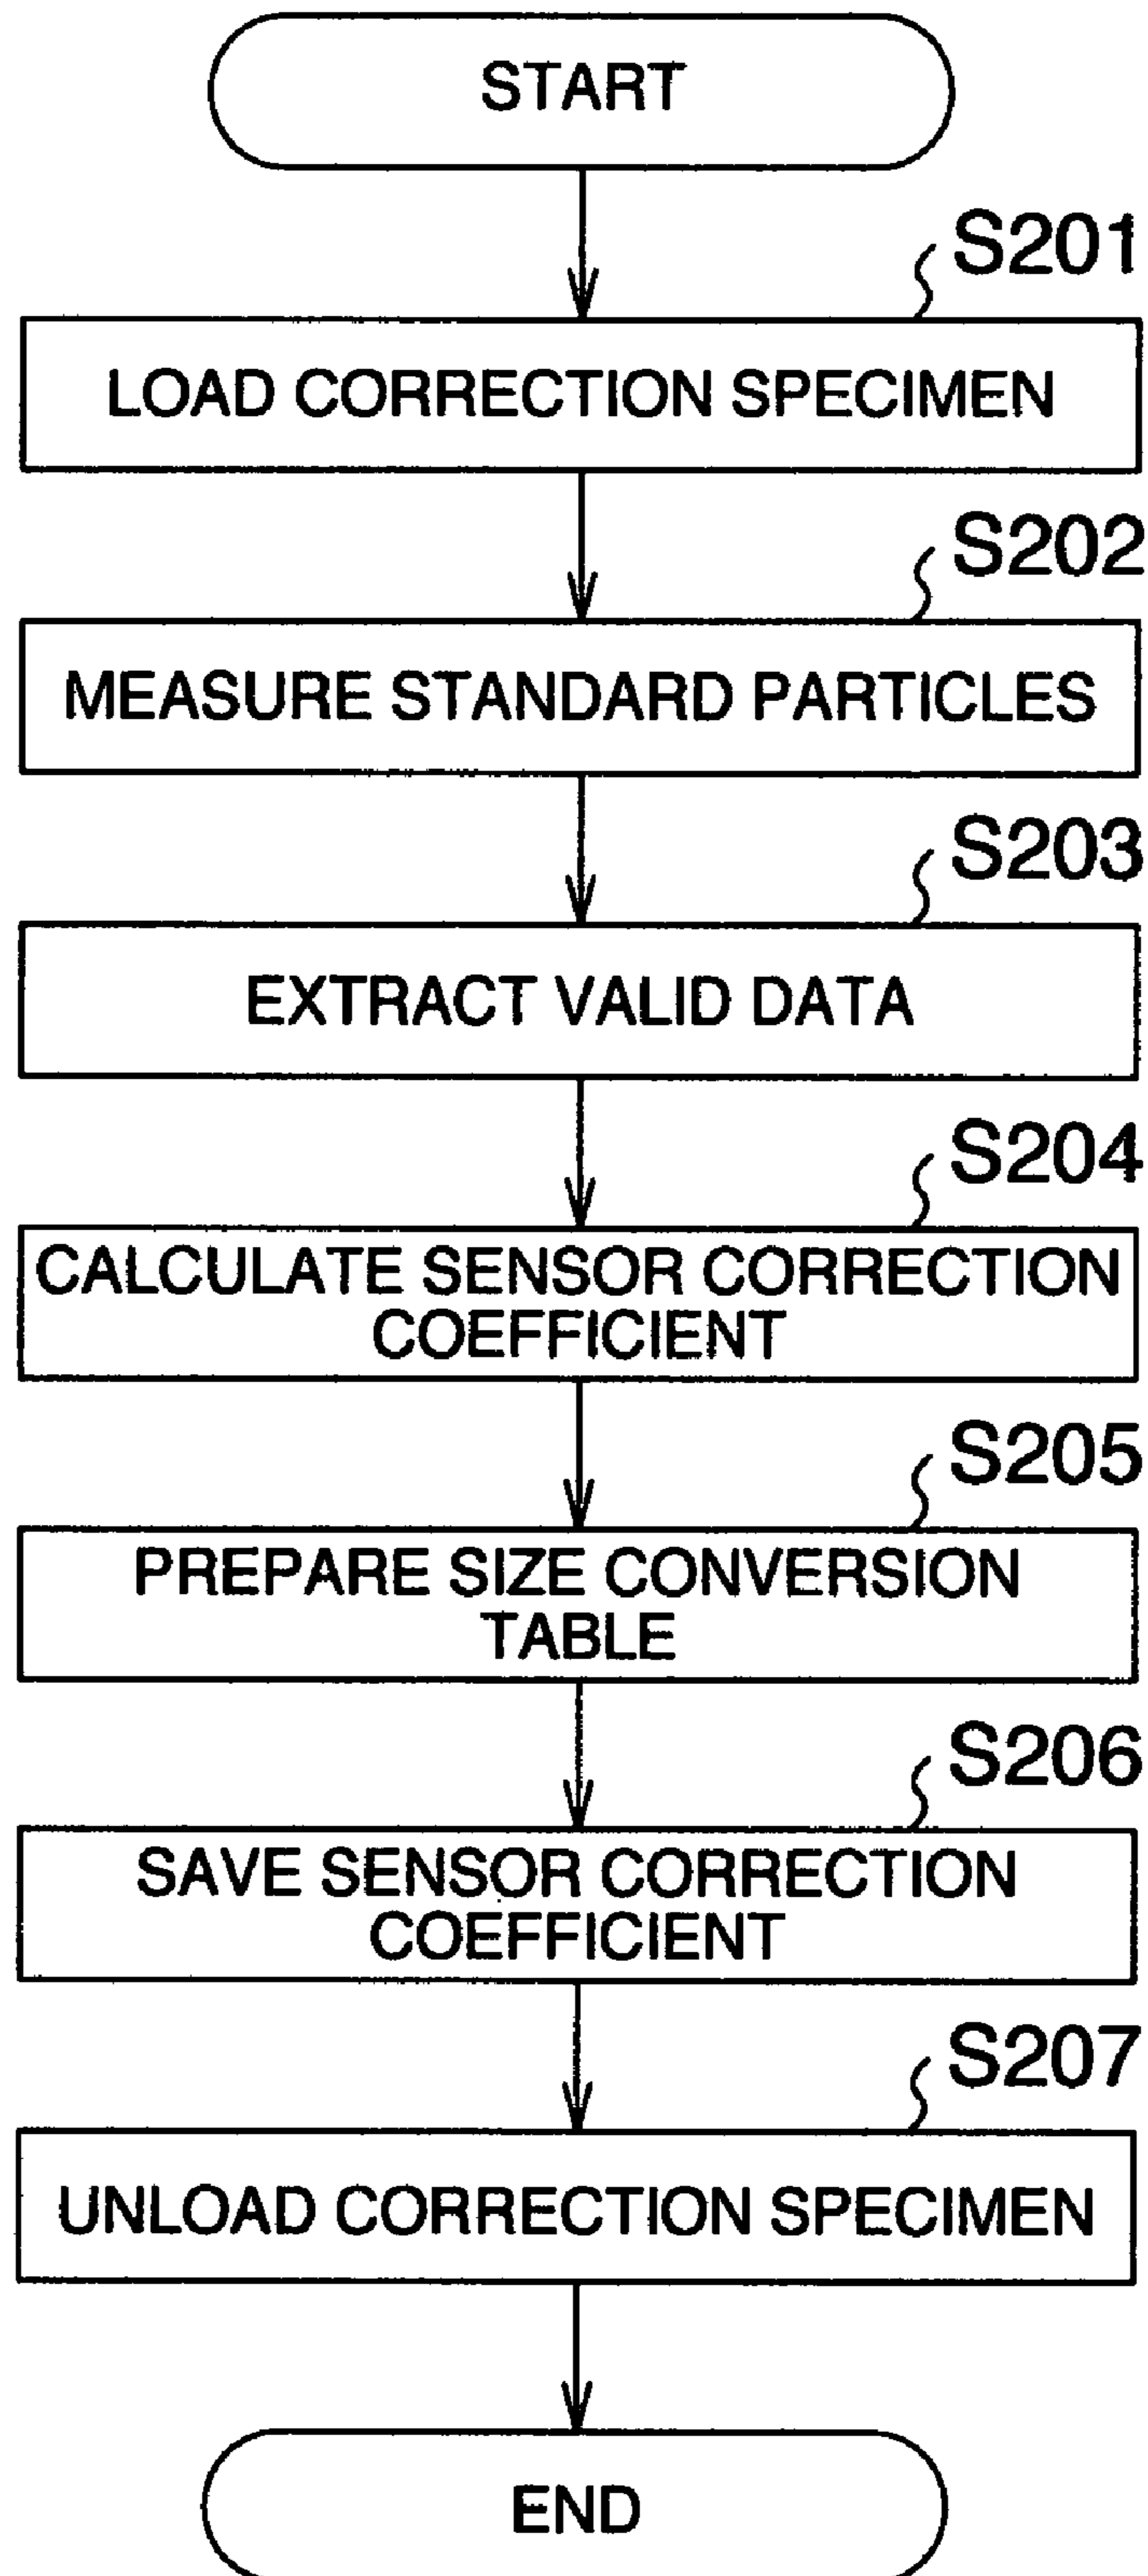 START
S201
LOAD CORRECTION SPECIMEN
S202
MEASURE STANDARD PARTICLES
S203
EXTRACT VALID DATA
S204
CALCULATE SENSOR CORRECTION
COEFFICIENT
S205
PREPARE SIZE CONVERSION
TABLE
S206
SAVE SENSOR CORRECTION
COEFFICIENT
S207
UNLOAD CORRECTION SPECIMEN
END